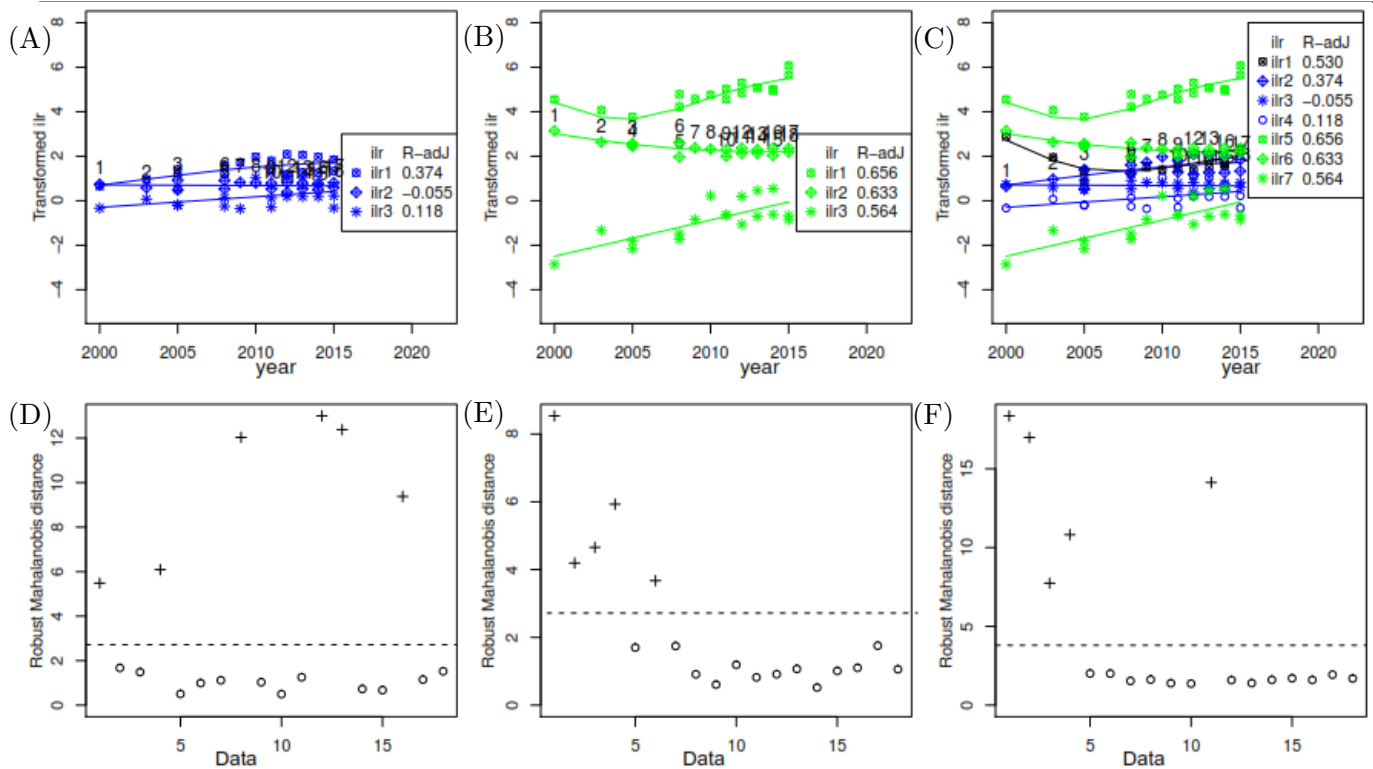 (A)
Transformed ilr
8
6
4
2
0
−2
−4
1
2
3
ilr R−adJ
ilr1 0.374
ilr2 −0.055
ilr3 0.118
2000 2005 2010 2015 2020
year
(B)
Transformed ilr
8
6
4
2
0
−2
−4
1
2
3
4
6
5
7
8
ilr R−adJ
ilr1 0.656
ilr2 0.633
ilr3 0.564
2000 2005 2010 2015 2020
year
(C)
Transformed ilr
8
6
4
2
0
−2
−4
1
2
3
ilr R−adJ
ilr1 0.530
ilr2 0.374
ilr3 −0.055
ilr4 0.118
ilr5 0.656
ilr6 0.633
ilr7 0.564
2000 2005 2010 2015 2020
year
(D)
Robust Mahalanobis distance
12
10
8
6
4
2
0
5 10 15
Data
(E)
Robust Mahalanobis distance
8
6
4
2
0
5 10 15
Data
(F)
Robust Mahalanobis distance
15
10
5
0
5 10 15
Data